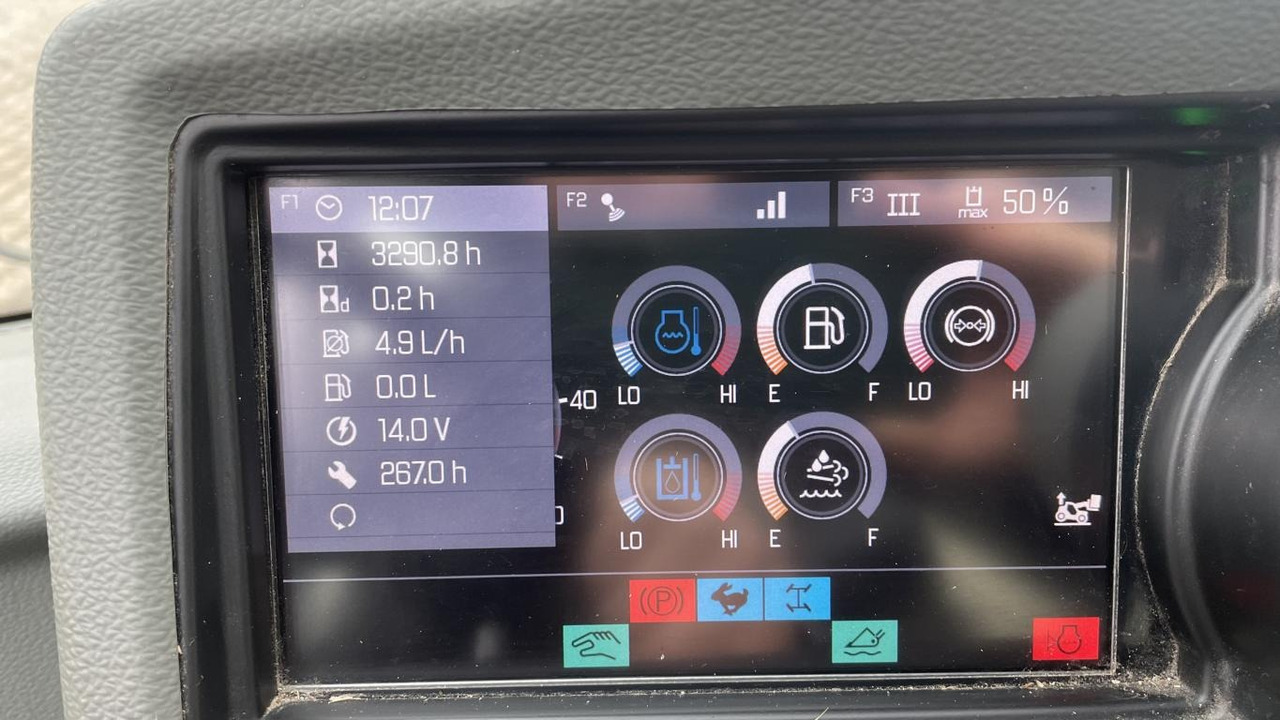 F1 12:07
F2
F3 III max 50%
3290.8 h
d 0.2 h
4.9 L/h
0.0 L
14.0 V
267.0 h
40
LO HI
E F
LO HI
LO HI
E F
P